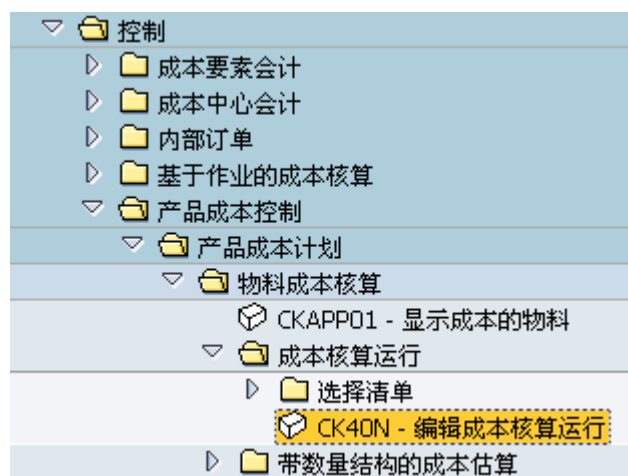 控制
成本要素会计
成本中心会计
内部订单
基于作业的成本核算
产品成本控制
产品成本计划
物料成本核算
CKAPP01 - 显示成本的物料
成本核算运行
选择清单
CK40N - 编辑成本核算运行
带数量结构的成本估算